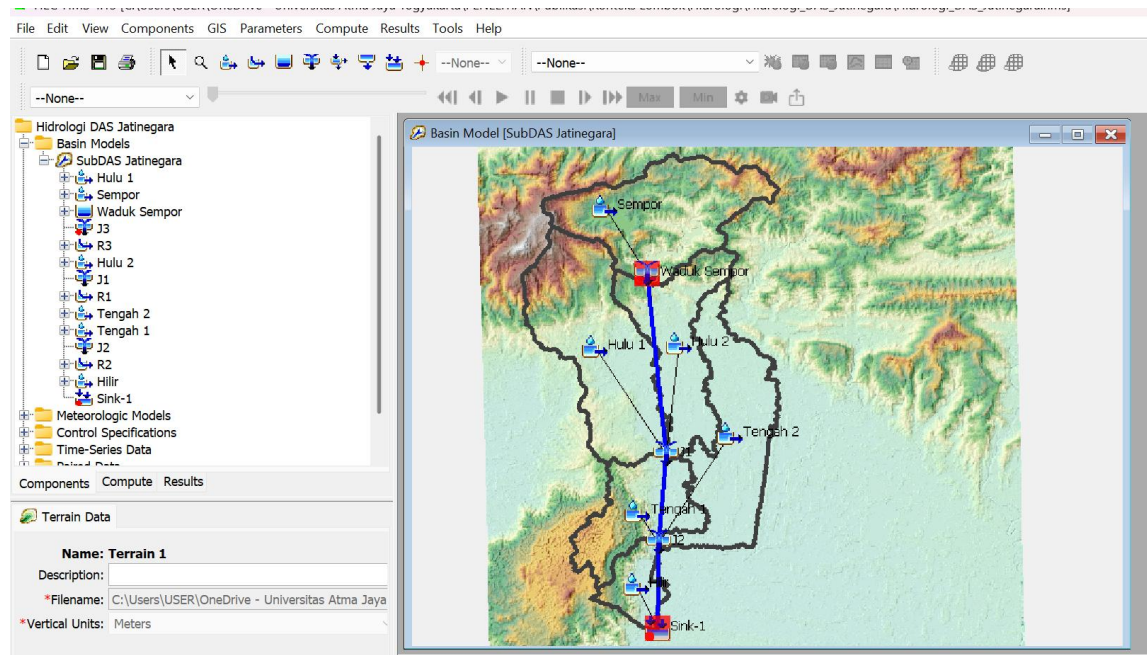 File Edit View Components GIS Parameters Compute Results Tools Help
--None-- --None--
--None-- Max Min
Hidrologi DAS Jatinegara
Basin Models
SubDAS Jatinegara
Hulu 1
Sempor
Waduk Sempor
J3
R3
Hulu 2
J1
R1
Tengah 2
Tengah 1
J2
R2
Hilir
Sink-1
Meteorologic Models
Control Specifications
Time-Series Data
Components Compute Results
Terrain Data
Name: Terrain 1
Description:
*Filename: C:\Users\USER\OneDrive - Universitas Atma Jaya
*Vertical Units: Meters
Basin Model [SubDAS Jatinegara]
Sempor
Waduk Sempor
Hulu 1
Hulu 2
Tengah 2
J1
Tengah 1
J2
Hilir
Sink-1